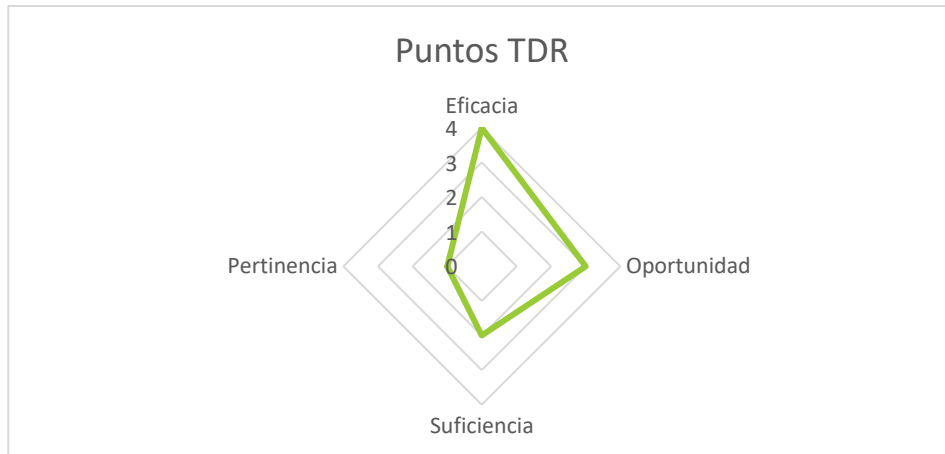 Puntos TDR
Eficacia
4
3
2
1
Pertinencia 0 Oportunidad
Suficiencia